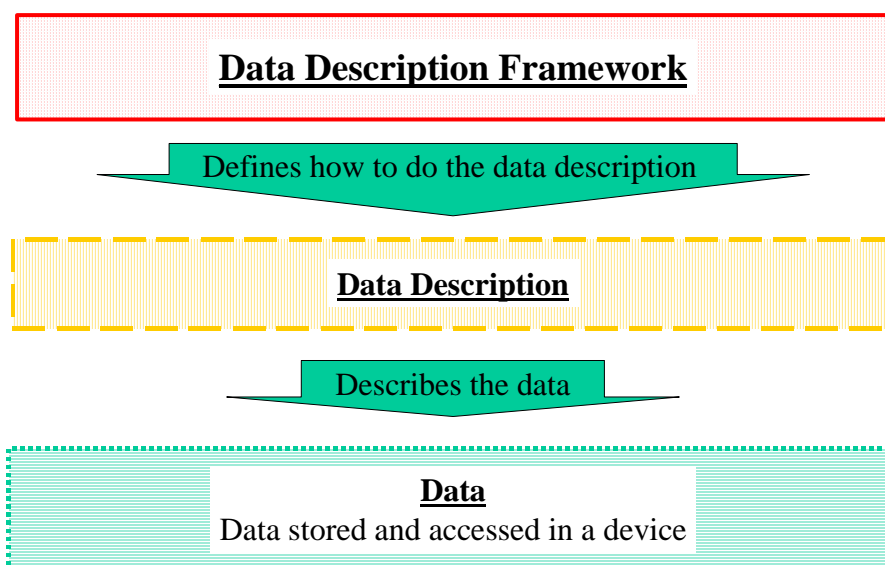 Data Description Framework
Defines how to do the data description
Data Description
Describes the data
Data
Data stored and accessed in a device